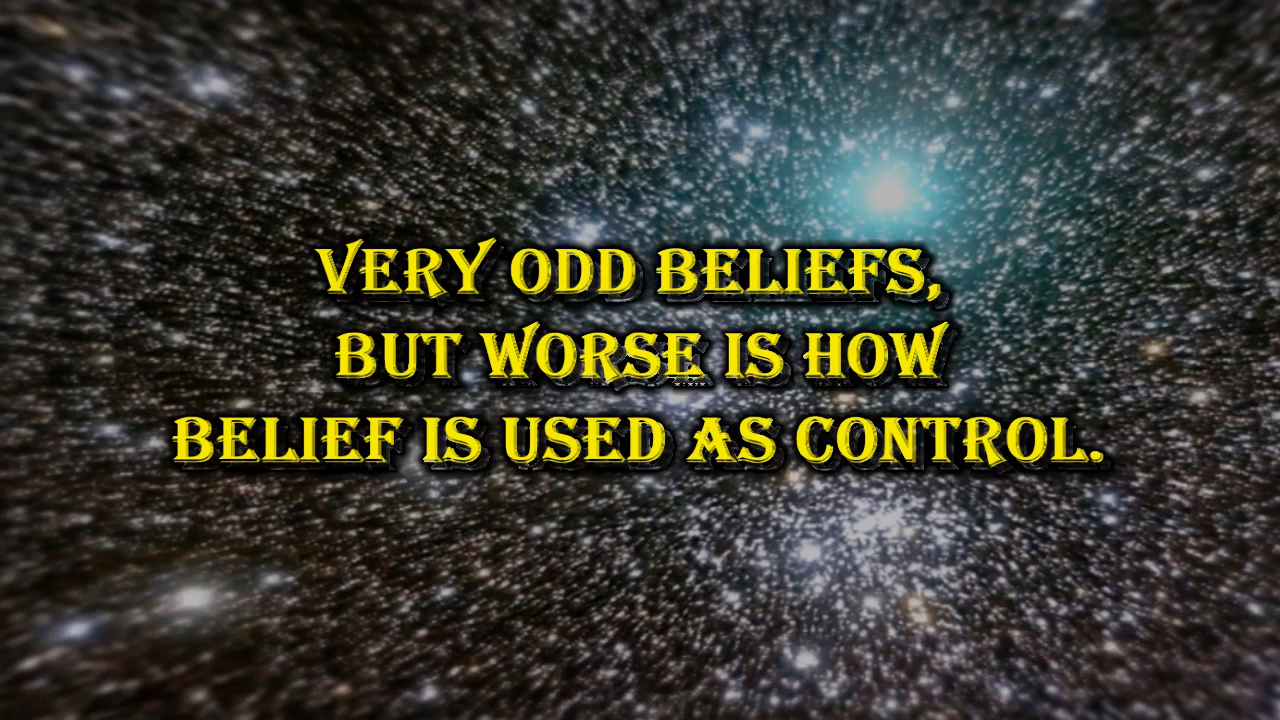 VERY ODD BELIEFS,
BUT WORSE IS HOW
BELIEF IS USED AS CONTROL.